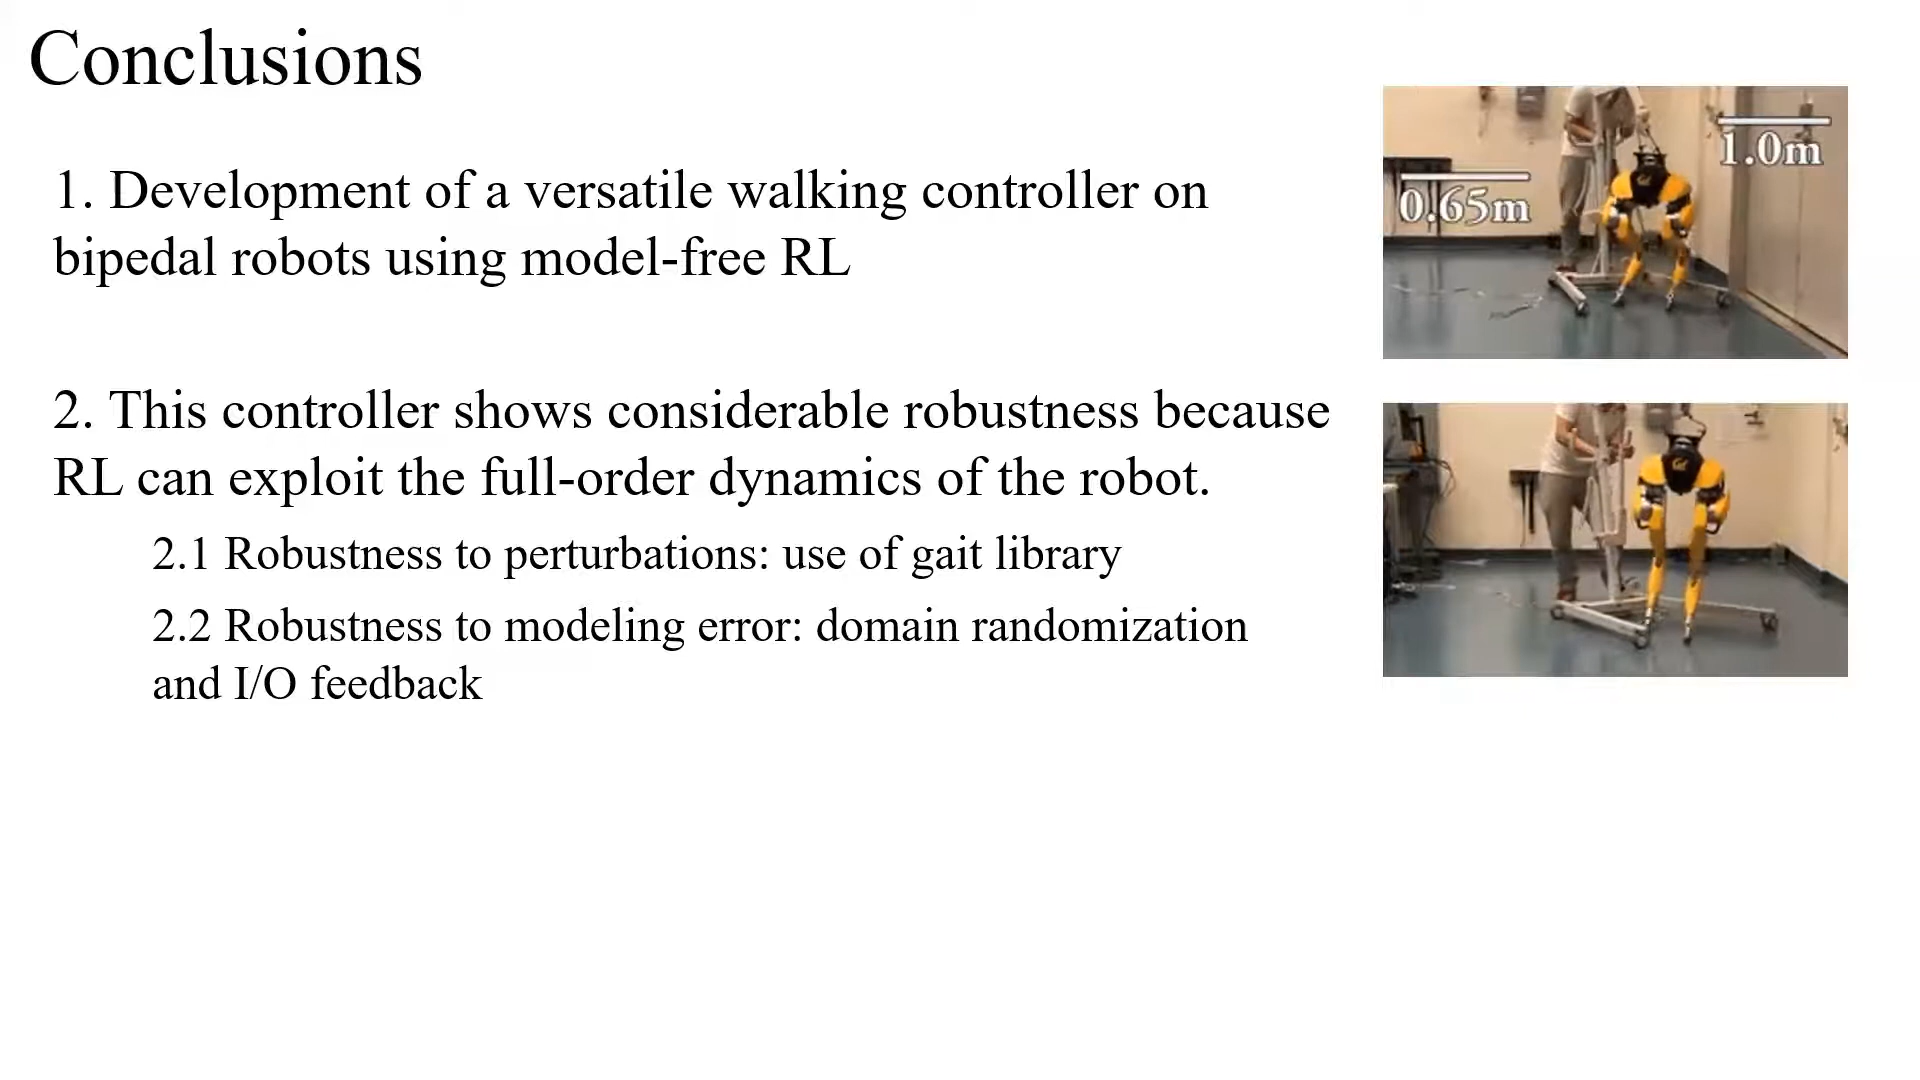 Conclusions
1. Development of a versatile walking controller on
bipedal robots using model-free RL
2. This controller shows considerable robustness because
RL can exploit the full-order dynamics of the robot.
2.1 Robustness to perturbations: use of gait library
2.2 Robustness to modeling error: domain randomization
and I/O feedback
0.65m
1.0m
Cal
Cal